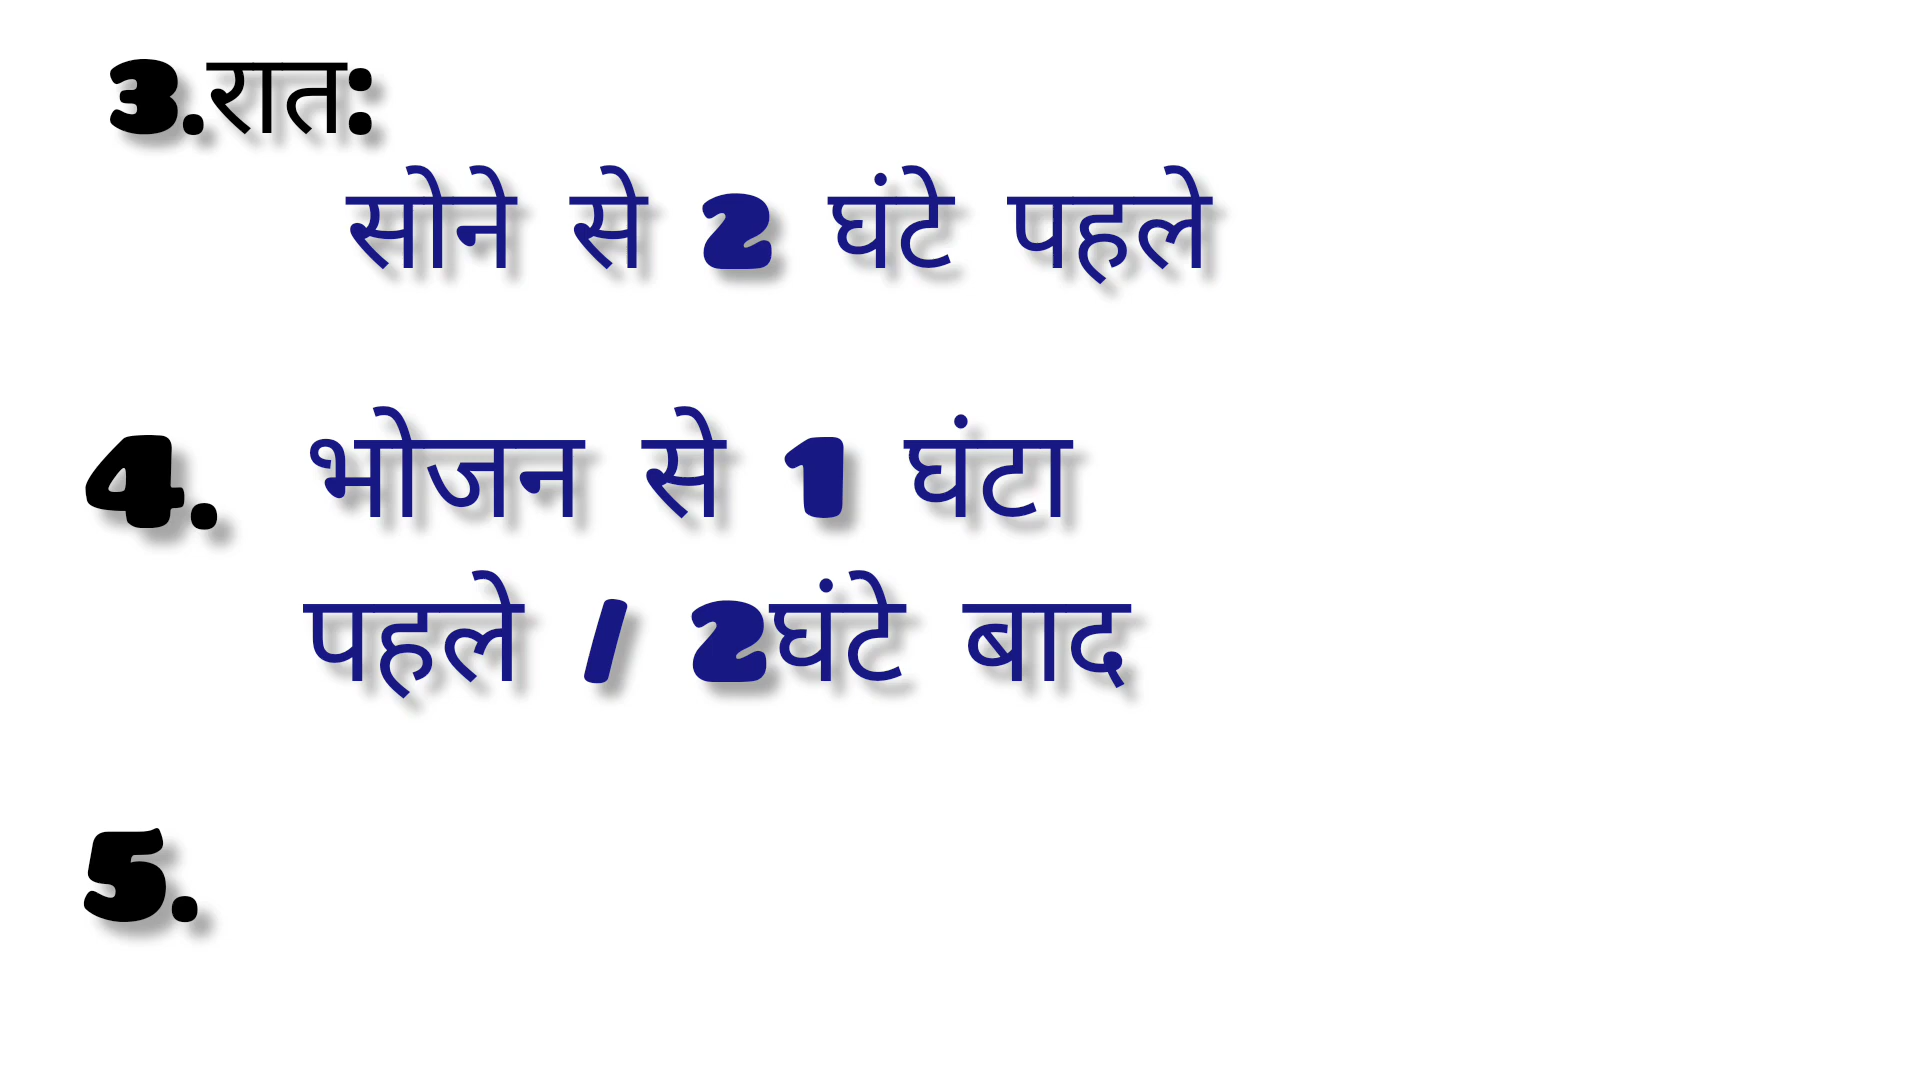 3.रात:
सोने से 2 घंटे पहले
4. भोजन से 1 घंटा
पहले / 2घंटे बाद
5.